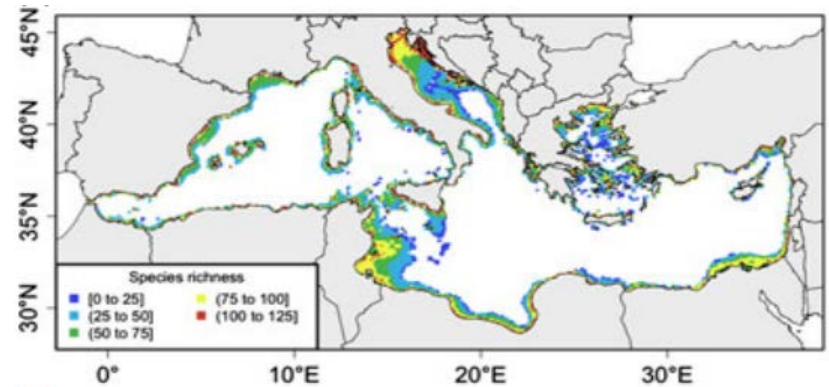 45°N
40°N
35°N
30°N
Species richness
[0 to 25]
(75 to 100]
(25 to 50]
(100 to 125]
(50 to 75]
0°
10°E
20°E
30°E